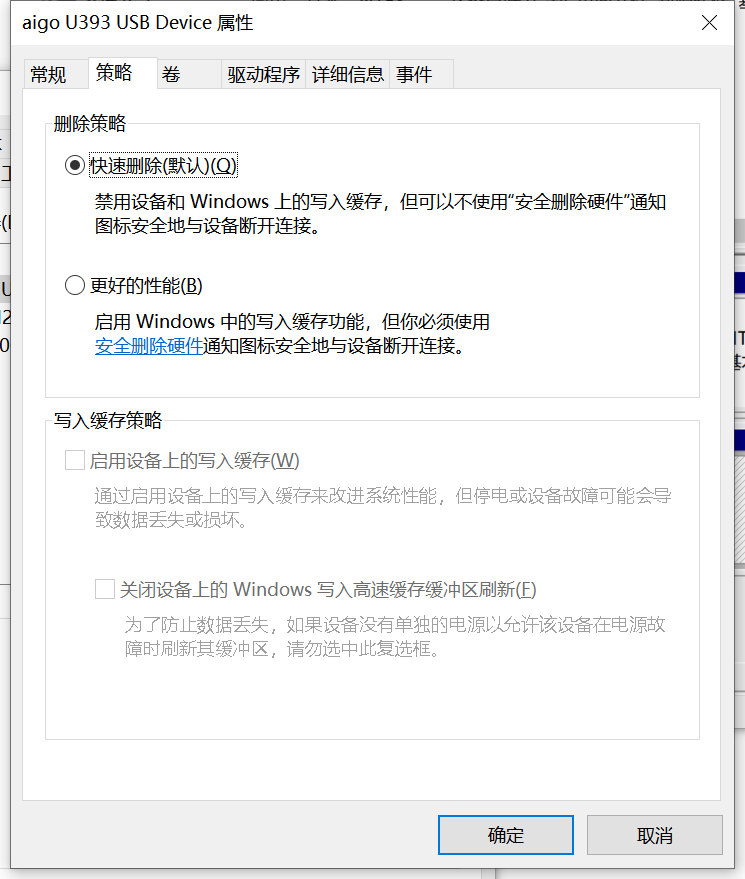 aigo U393 USB Device 属性
常规 策略 卷 驱动程序 详细信息 事件
删除策略
快速删除(默认)(Q)
禁用设备和 Windows 上的写入缓存，但可以不使用“安全删除硬件”通知
图标安全地与设备断开连接。
更好的性能(B)
启用 Windows 中的写入缓存功能，但你必须使用
安全删除硬件通知图标安全地与设备断开连接。
写入缓存策略
启用设备上的写入缓存(W)
通过启用设备上的写入缓存来改进系统性能，但停电或设备故障可能会导
致数据丢失或损坏。
关闭设备上的 Windows 写入高速缓存缓冲区刷新(F)
为了防止数据丢失，如果设备没有单独的电源以允许该设备在电源故
障时刷新其缓冲区，请勿选中此复选框。
确定 取消